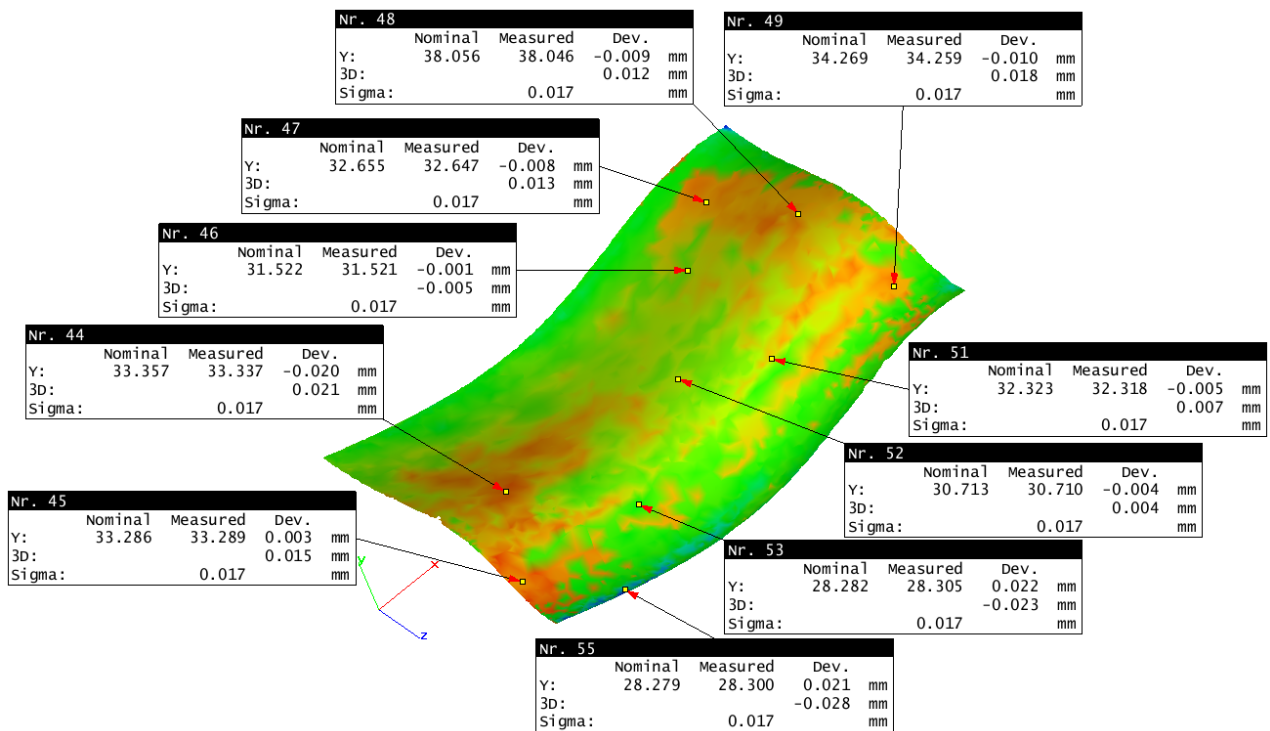 Nr. 48
Nominal Measured Dev.
Y: 38.056 38.046 -0.009 mm
3D: 0.012 mm
Sigma: 0.017 mm
Nr. 49
Nominal Measured Dev.
Y: 34.269 34.259 -0.010 mm
3D: 0.018 mm
Sigma: 0.017 mm
Nr. 47
Nominal Measured Dev.
Y: 32.655 32.647 -0.008 mm
3D: 0.013 mm
Sigma: 0.017 mm
Nr. 46
Nominal Measured Dev.
Y: 31.522 31.521 -0.001 mm
3D: -0.005 mm
Sigma: 0.017 mm
Nr. 44
Nominal Measured Dev.
Y: 33.357 33.337 -0.020 mm
3D: 0.021 mm
Sigma: 0.017 mm
Nr. 51
Nominal Measured Dev.
Y: 32.323 32.318 -0.005 mm
3D: 0.007 mm
Sigma: 0.017 mm
Nr. 52
Nominal Measured Dev.
Y: 30.713 30.710 -0.004 mm
3D: 0.004 mm
Sigma: 0.017 mm
Nr. 45
Nominal Measured Dev.
Y: 33.286 33.289 0.003 mm
3D: 0.015 mm
Sigma: 0.017 mm
Nr. 53
Nominal Measured Dev.
Y: 28.282 28.305 0.022 mm
3D: -0.023 mm
Sigma: 0.017 mm
y
x
z
Nr. 55
Nominal Measured Dev.
Y: 28.279 28.300 0.021 mm
3D: -0.028 mm
Sigma: 0.017 mm